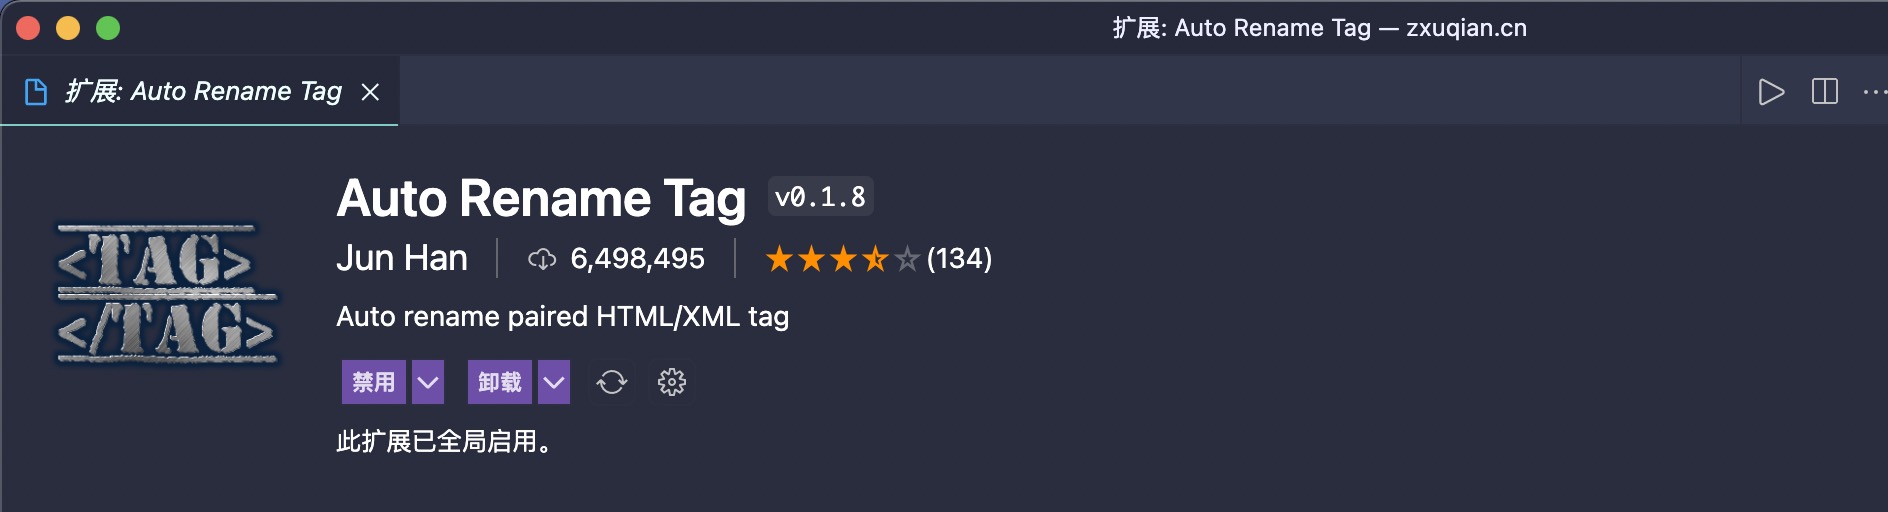 扩展: Auto Rename Tag — zxuqian.cn
扩展: Auto Rename Tag
<TAG>
</TAG>
Auto Rename Tag v0.1.8
Jun Han 6,498,495 (134)
Auto rename paired HTML/XML tag
禁用 卸载
此扩展已全局启用。